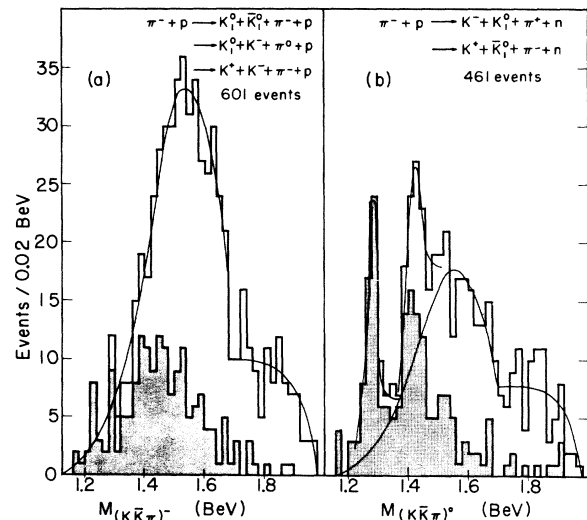 π⁻ + p → K₁⁰ + K̄₁⁰ + π⁻ + p
→ K₁⁰ + K⁻ + π⁰ + p
→ K⁺ + K⁻ + π⁻ + p
601 events
(a)
π⁻ + p → K⁻ + K₁⁰ + π⁺ + n
→ K⁺ + K̄₁⁰ + π⁻ + n
461 events
(b)
Events / 0.02 BeV
35
30
25
20
15
10
5
0
1.2 1.4 1.6 1.8
M(KK̄π)⁻ (BeV)
1.2 1.4 1.6 1.8
M(KK̄π)⁰ (BeV)